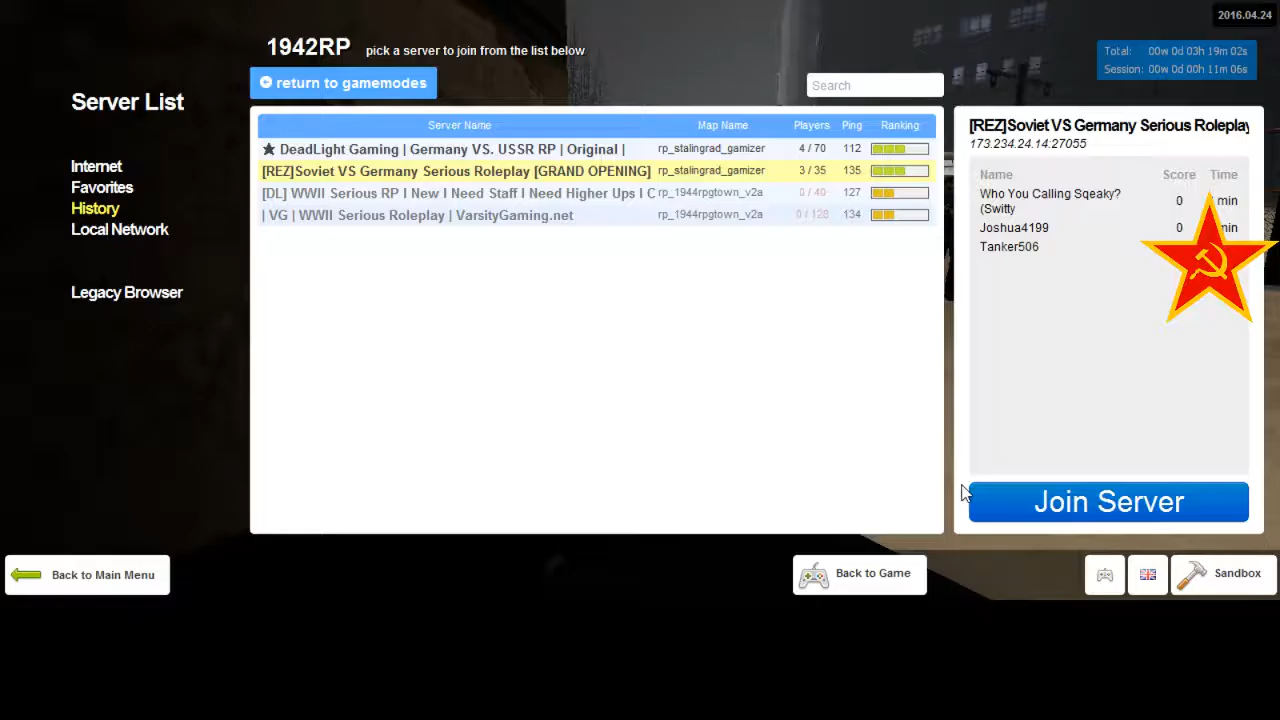 2016.04.24
1942RP pick a server to join from the list below
Total: 00w 0d 03h 19m 02s
Session: 00w 0d 00h 11m 06s
return to gamemodes
Search
Server List
Internet
Favorites
History
Local Network
Legacy Browser
Server Name Map Name Players Ping Ranking
DeadLight Gaming | Germany VS. USSR RP | Original | rp_stalingrad_gamizer 4 / 70 112
[REZ]Soviet VS Germany Serious Roleplay [GRAND OPENING] rp_stalingrad_gamizer 3 / 35 135
[DL] WWII Serious RP I New I Need Staff I Need Higher Ups I C rp_1944rpgtown_v2a 0 / 40 127
| VG | WWII Serious Roleplay | VarsityGaming.net rp_1944rpgtown_v2a 0 / 128 134
[REZ]Soviet VS Germany Serious Roleplay
173.234.24.14:27055
Name Score Time
Who You Calling Sqeaky? (Switty 0 min
Joshua4199 0 min
Tanker506
Join Server
Back to Main Menu
Back to Game
Sandbox